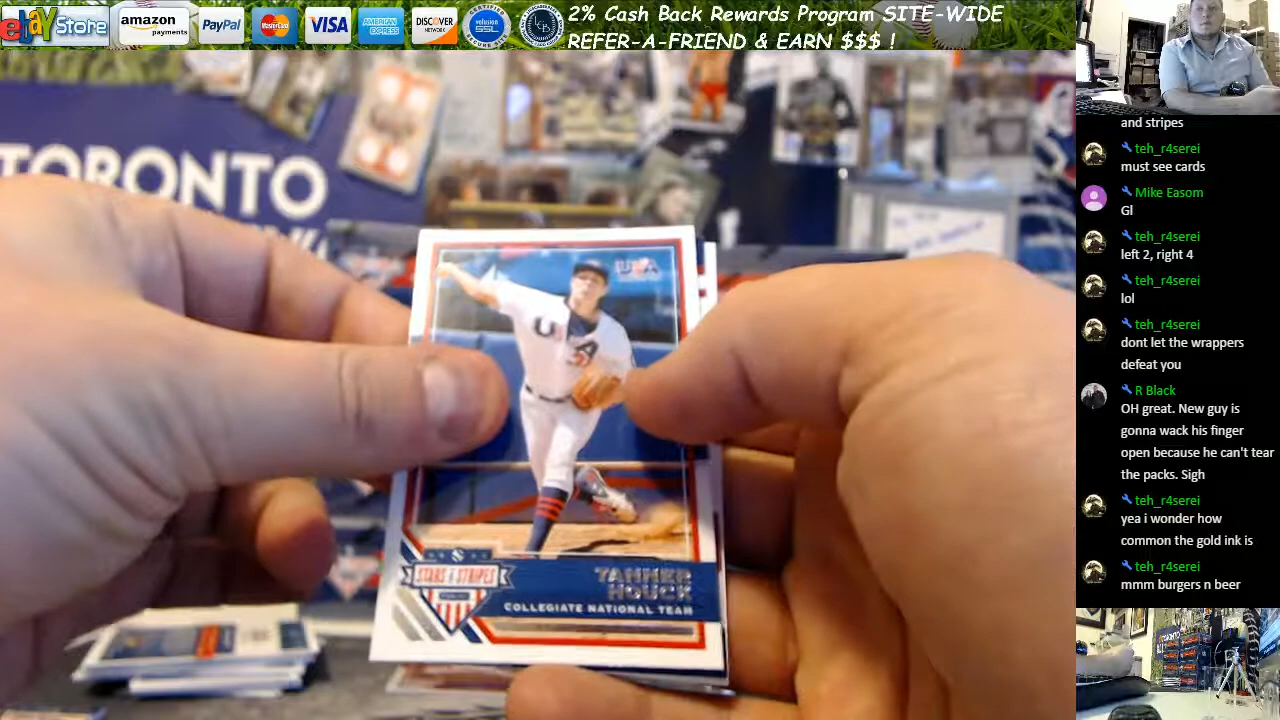 ebay Store
amazon payments
PayPal
MasterCard
VISA
AMERICAN EXPRESS
DISCOVER NETWORK
volusion SSL
2% Cash Back Rewards Program SITE-WIDE
REFER-A-FRIEND & EARN $$$ !
TORONTO
USA
STARS & STRIPES
TANNER
HOUCK
COLLEGIATE NATIONAL TEAM
and stripes
teh_r4serei
must see cards
Mike Easom
Gl
teh_r4serei
left 2, right 4
teh_r4serei
lol
teh_r4serei
dont let the wrappers
defeat you
R Black
OH great. New guy is
gonna wack his finger
open because he can't tear
the packs. Sigh
teh_r4serei
yea i wonder how
common the gold ink is
teh_r4serei
mmm burgers n beer